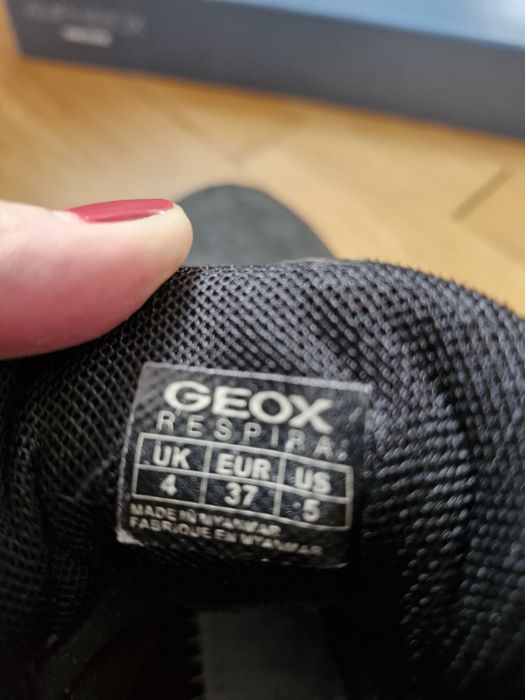 GEOX
RESPIRA
UK EUR US
4 37 5
MADE IN MYANMAR
FABRIQUE EN MYANMAR